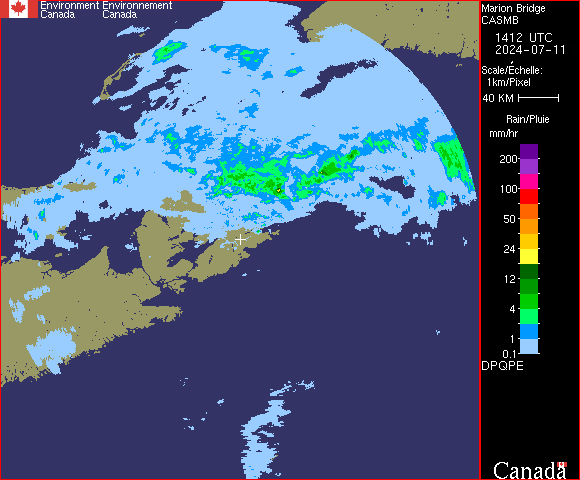 Environment Environnement
Canada Canada
Marion Bridge
CASMB
1412 UTC
2024-07-11
Scale/Échelle:
1km/Pixel
40 KM
Rain/Pluie
mm/hr
200
100
50
24
12
4
1
0.1
DPQPE
Canada